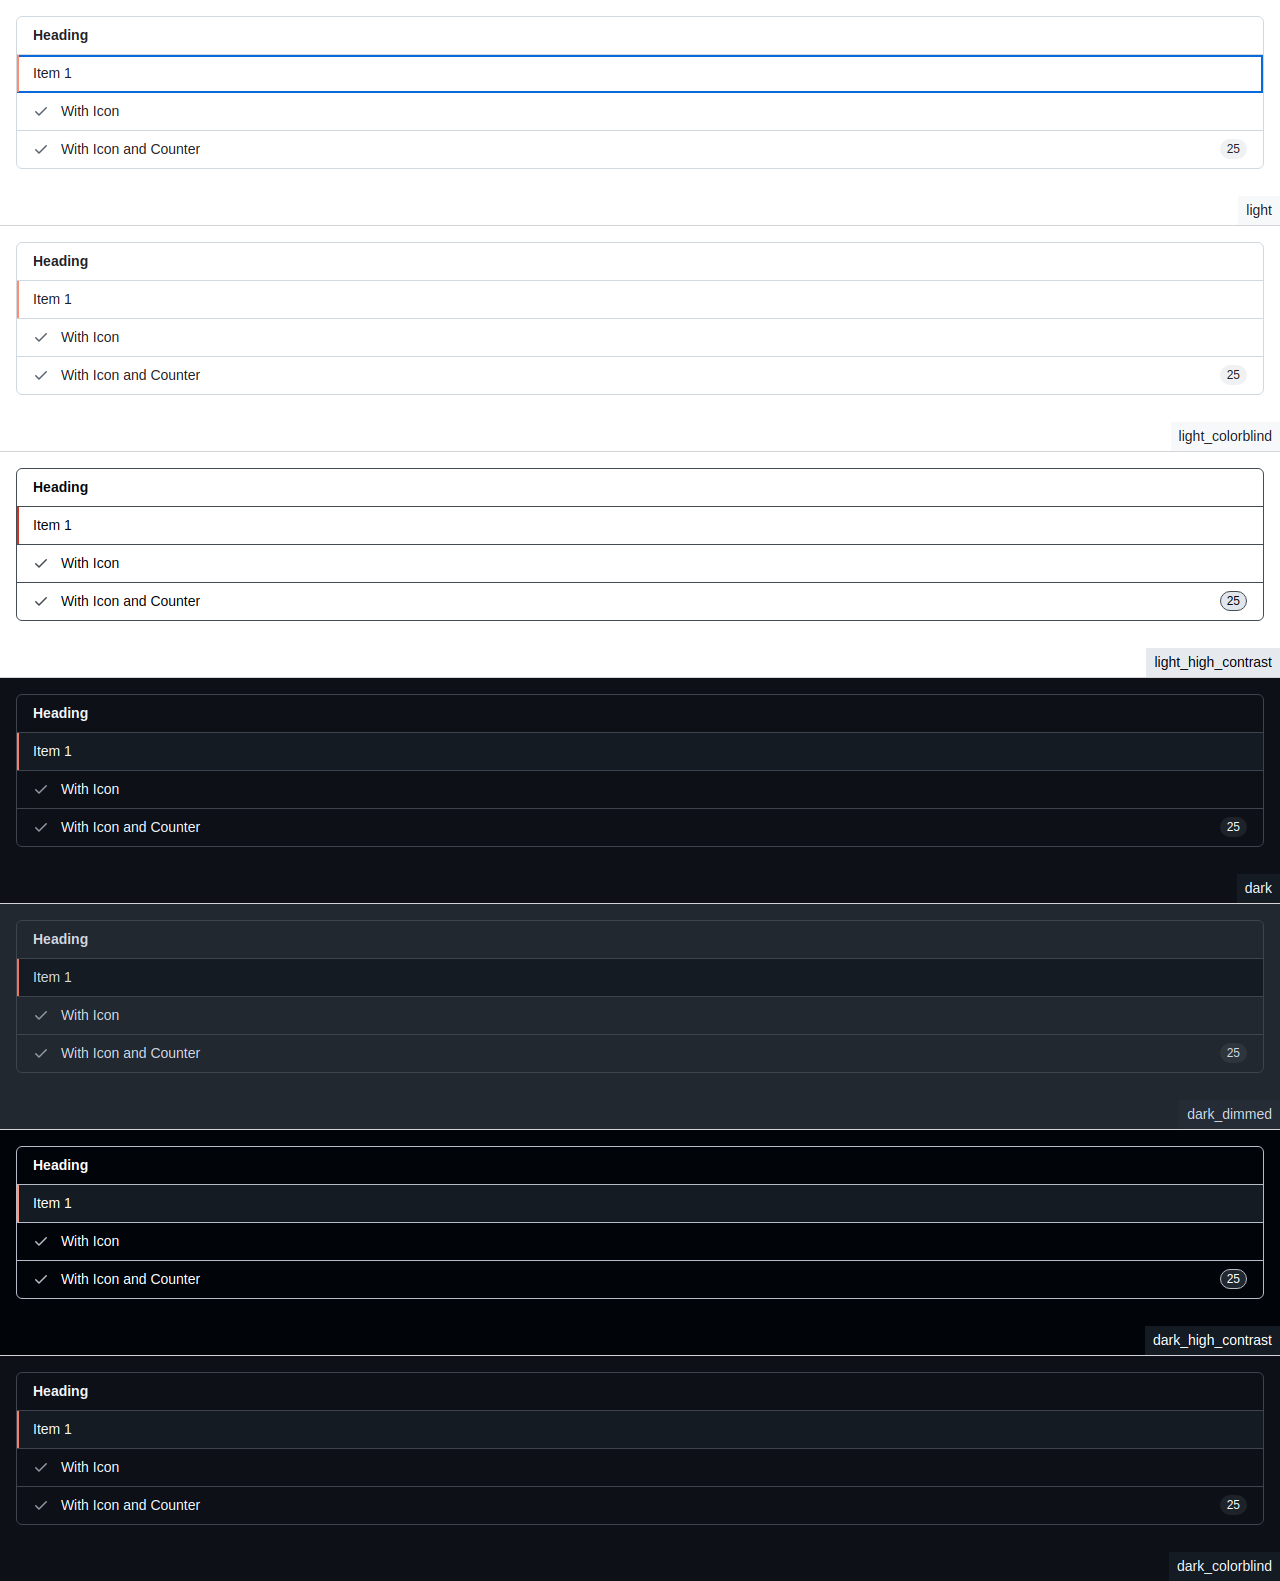 Heading
Item 1
With Icon
With Icon and Counter 25
light
Heading
Item 1
With Icon
With Icon and Counter 25
light_colorblind
Heading
Item 1
With Icon
With Icon and Counter 25
light_high_contrast
Heading
Item 1
With Icon
With Icon and Counter 25
dark
Heading
Item 1
With Icon
With Icon and Counter 25
dark_dimmed
Heading
Item 1
With Icon
With Icon and Counter 25
dark_high_contrast
Heading
Item 1
With Icon
With Icon and Counter 25
dark_colorblind